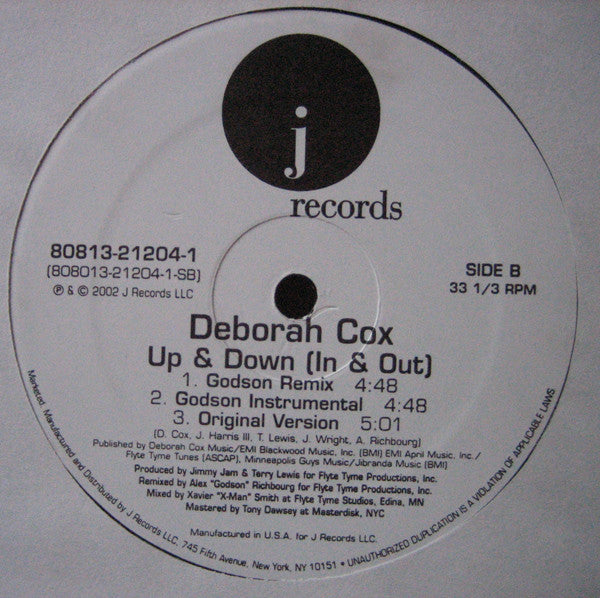 j
records
80813-21204-1
(808013-21204-1-SB)
℗ & © 2002 J Records LLC
SIDE B
33 1/3 RPM
Deborah Cox
Up & Down (In & Out)
1. Godson Remix 4:48
2. Godson Instrumental 4:48
3. Original Version 5:01
(D. Cox, J. Harris III, T. Lewis, J. Wright, A. Richbourg)
Published by Deborah Cox Music/EMI Blackwood Music, Inc. (BMI) EMI April Music, Inc./
Flyte Tyme Tunes (ASCAP), Minneapolis Guys Music/Jibranda Music (BMI)
Produced by Jimmy Jam & Terry Lewis for Flyte Tyme Productions, Inc.
Remixed by Alex "Godson" Richbourg for Flyte Tyme Productions, Inc.
Mixed by Xavier "X-Man" Smith at Flyte Tyme Studios, Edina, MN
Mastered by Tony Dawsey at Masterdisk, NYC
Manufactured in U.S.A. for J Records LLC.
Marketed, Manufactured and Distributed by J Records LLC, 745 Fifth Avenue, New York, NY 10151 • UNAUTHORIZED DUPLICATION IS A VIOLATION OF APPLICABLE LAWS